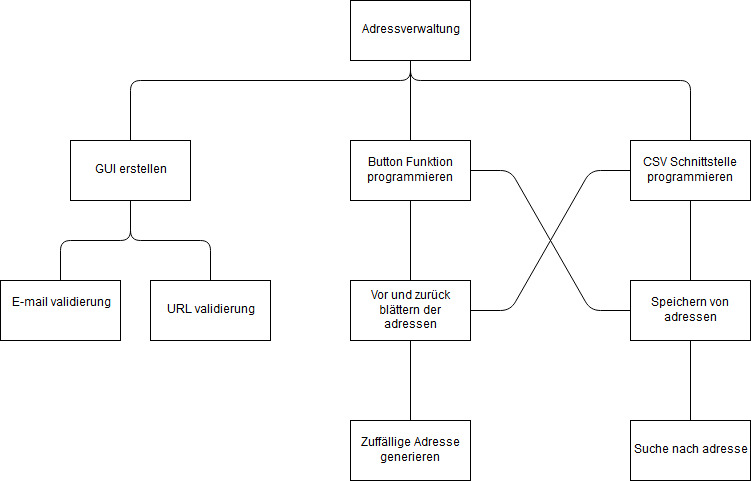 Adressverwaltung
GUI erstellen
Button Funktion
programmieren
CSV Schnittstelle
programmieren
E-mail validierung
URL validierung
Vor und zurück
blättern der
adressen
Speichern von
adressen
Zuffällige Adresse
generieren
Suche nach adresse